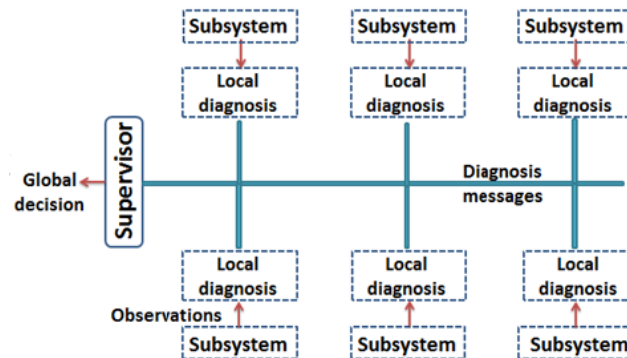 Subsystem
Subsystem
Subsystem
Local
diagnosis
Local
diagnosis
Local
diagnosis
Supervisor
Global
decision
Diagnosis
messages
Local
diagnosis
Local
diagnosis
Local
diagnosis
Observations
Subsystem
Subsystem
Subsystem